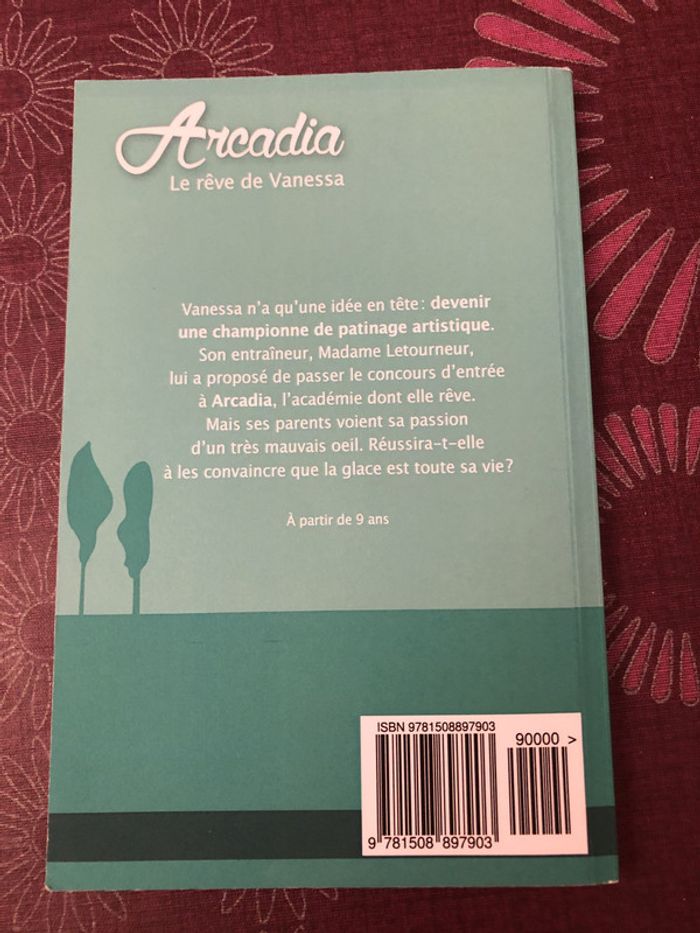 Arcadia
Le rêve de Vanessa
Vanessa n'a qu'une idée en tête : devenir
une championne de patinage artistique.
Son entraîneur, Madame Letourneur,
lui a proposé de passer le concours d'entrée
à Arcadia, l'académie dont elle rêve.
Mais ses parents voient sa passion
d'un très mauvais oeil. Réussira-t-elle
à les convaincre que la glace est toute sa vie ?
À partir de 9 ans
ISBN 9781508897903
90000 >
9 781508 897903